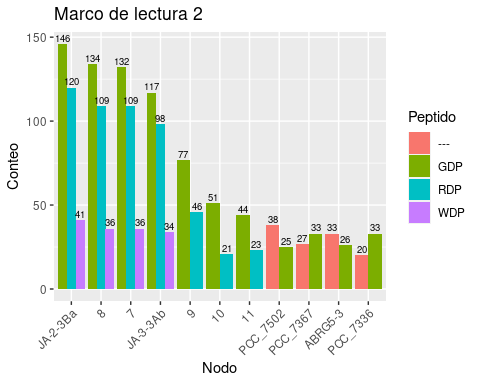 Marco de lectura 2
Conteo
150
100
50
0
146 120 41
134 109 36
132 109 36
117 98 34
77 46
51 21
44 23
38 25
27 33
33 26
20 33
JA-2-3Ba
8
7
JA-3-3Ab
9
10
11
PCC_7502
PCC_7367
ABRG5-3
PCC_7336
Nodo
Peptido
---
GDP
RDP
WDP